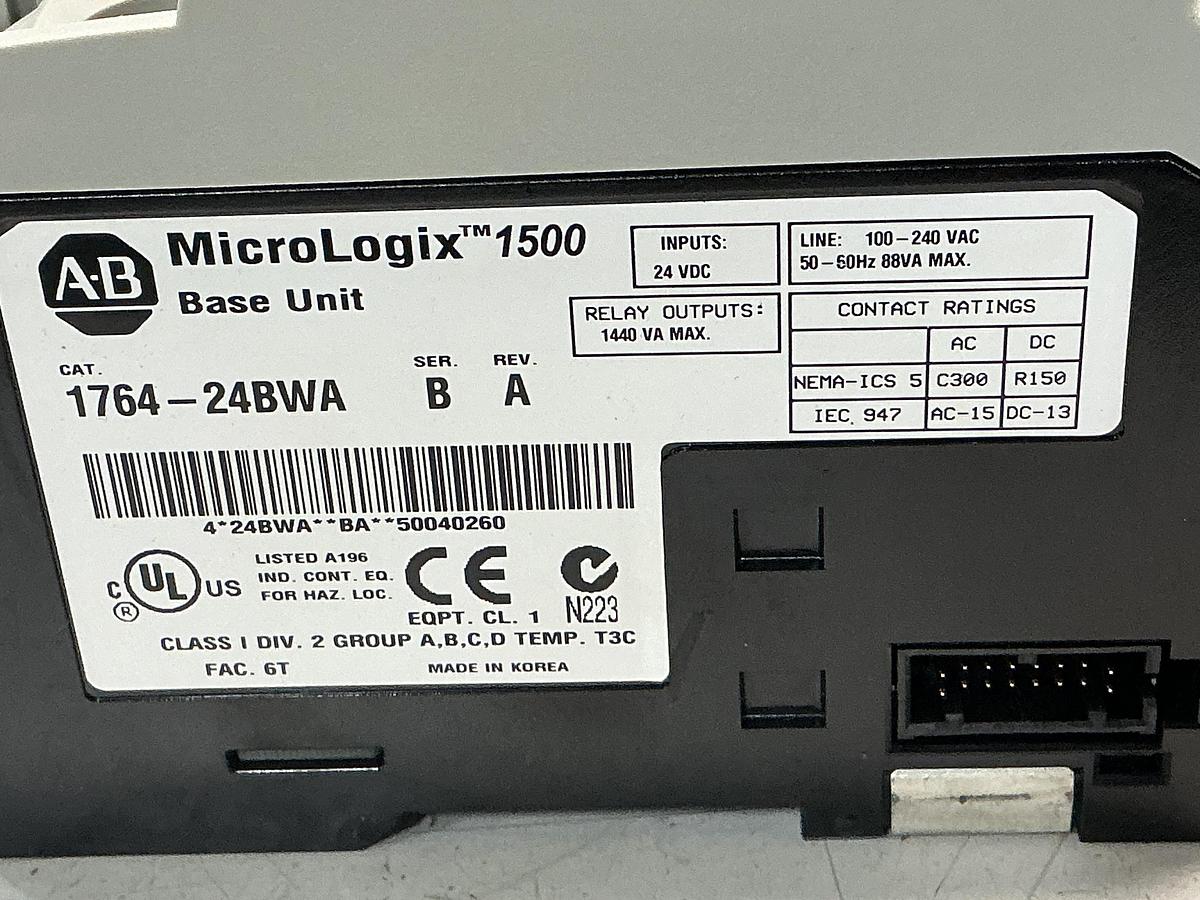 A·B
MicroLogix™1500
Base Unit
INPUTS:
24 VDC
LINE: 100-240 VAC
50-60Hz 88VA MAX.
RELAY OUTPUTS:
1440 VA MAX.
CONTACT RATINGS
AC DC
NEMA-ICS 5 C300 R150
IEC. 947 AC-15 DC-13
CAT. SER. REV.
1764-24BWA B A
4*24BWA**BA**50040260
C UL US ®
LISTED A196
IND. CONT. EQ.
FOR HAZ. LOC.
CE
EQPT. CL. 1
N223
CLASS I DIV. 2 GROUP A,B,C,D TEMP. T3C
FAC. 6T MADE IN KOREA